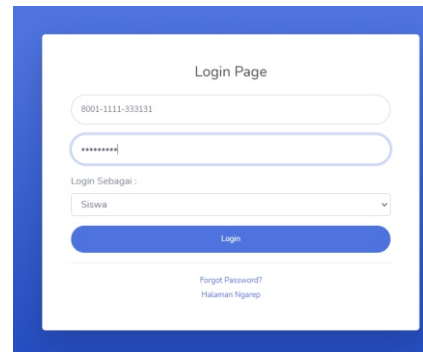 Login Page
8001-1111-333131
•••••••••
Login Sebagai :
Siswa
Login
Forgot Password?
Halaman Ngarep